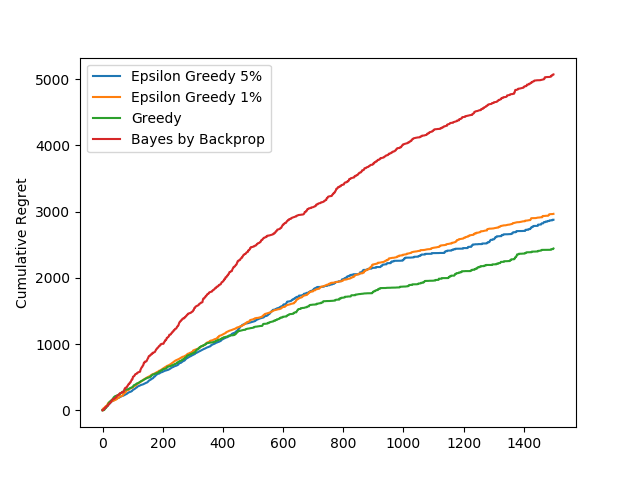 Epsilon Greedy 5%
Epsilon Greedy 1%
Greedy
Bayes by Backprop
Cumulative Regret
5000
4000
3000
2000
1000
0
0 200 400 600 800 1000 1200 1400